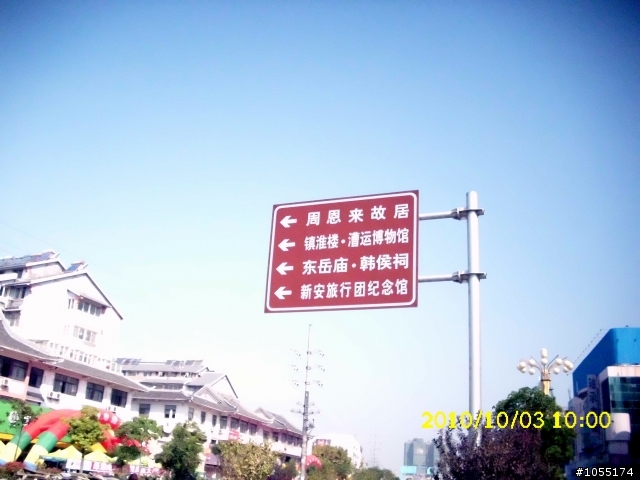 ← 周恩来故居
← 镇淮楼·漕运博物馆
← 东岳庙·韩侯祠
← 新安旅行团纪念馆
2010/10/03 10:00
#1055174